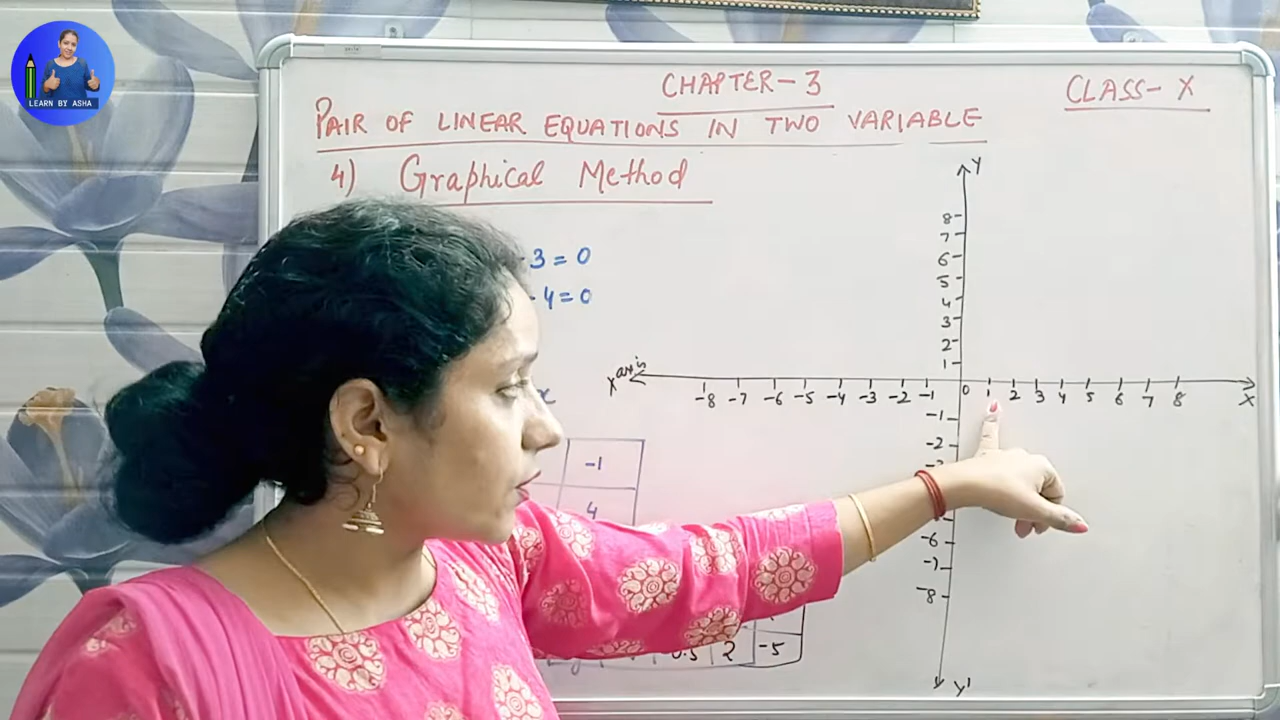 LEARN BY ASHA
CHAPTER-3
CLASS-X
PAIR OF LINEAR EQUATIONS IN TWO VARIABLE
4) Graphical Method
-3=0
-4=0
x
-1
4
0.5 2 -5
Y
8
7
6
5
4
3
2
1
X axis
-8 -7 -6 -5 -4 -3 -2 -1 0 1 2 3 4 5 6 7 8
X
-1
-2
-6
-7
-8
Y'